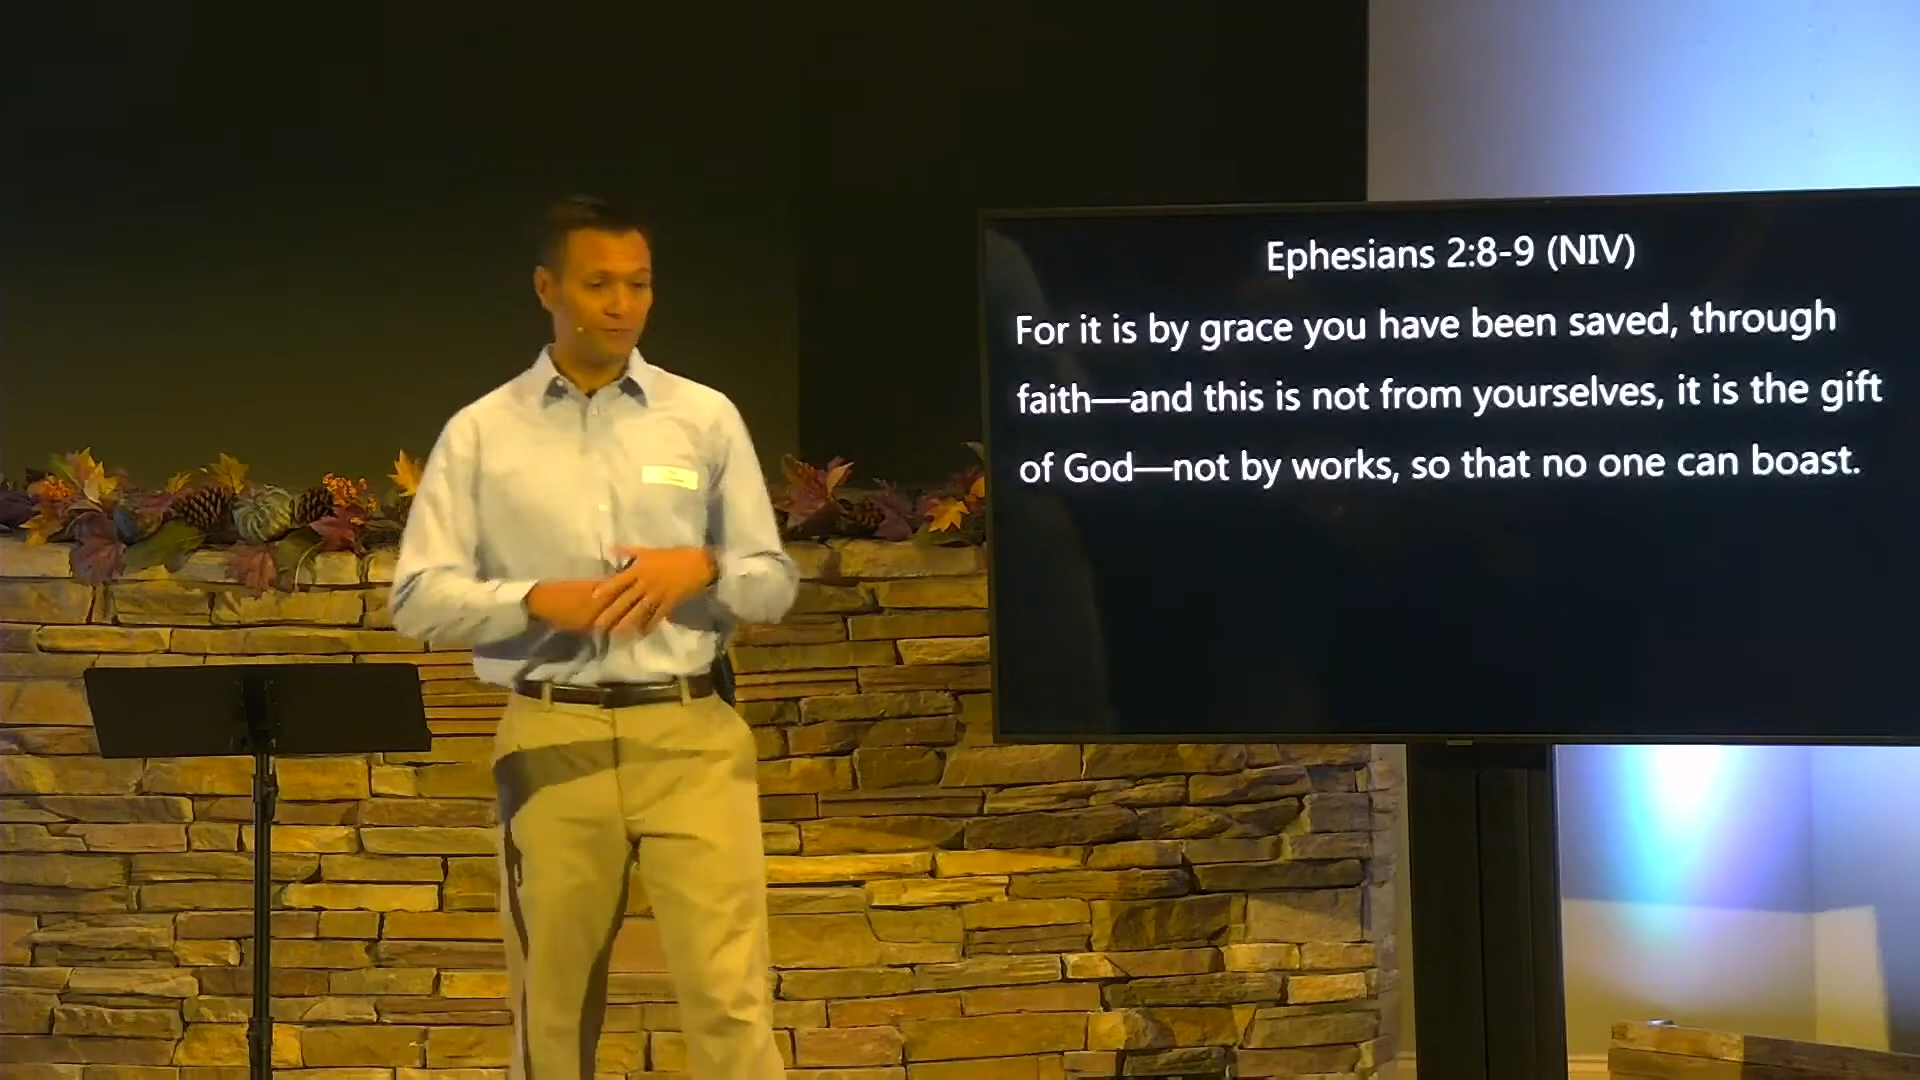 Ephesians 2:8-9 (NIV)
For it is by grace you have been saved, through
faith—and this is not from yourselves, it is the gift
of God—not by works, so that no one can boast.